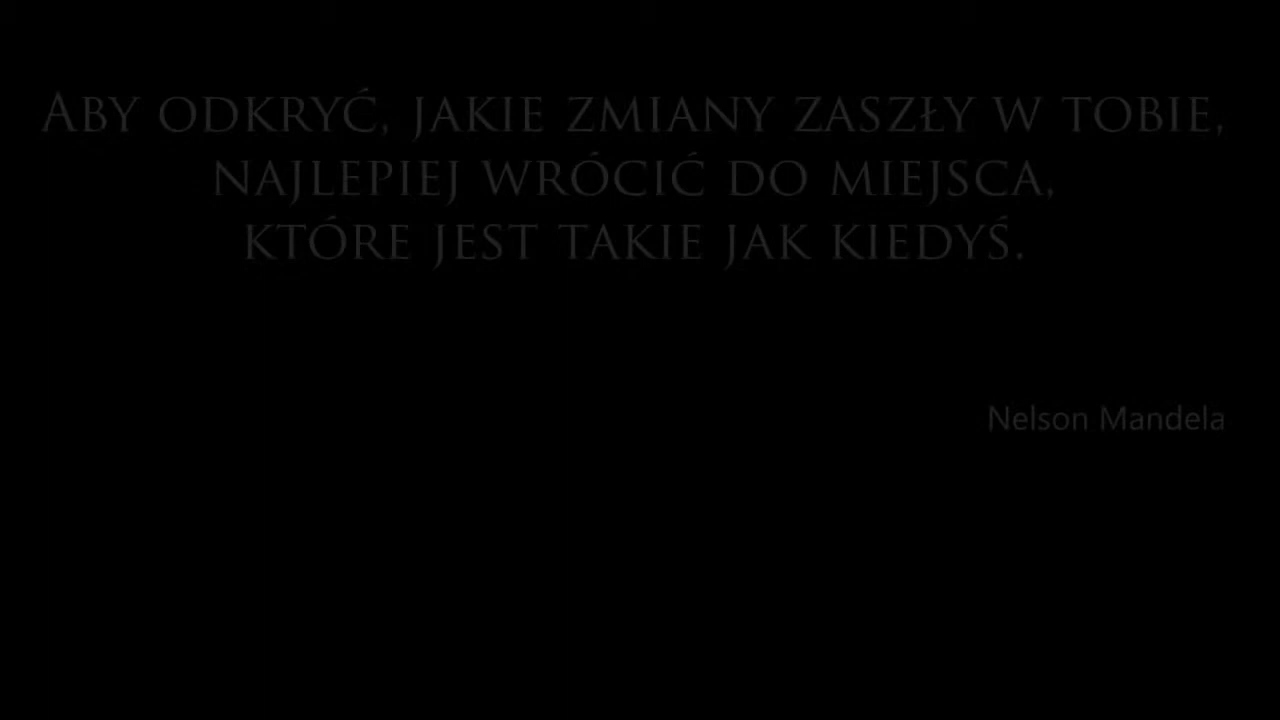 Aby odkryć, jakie zmiany zaszły w tobie,
najlepiej wrócić do miejsca,
które jest takie jak kiedyś.
Nelson Mandela